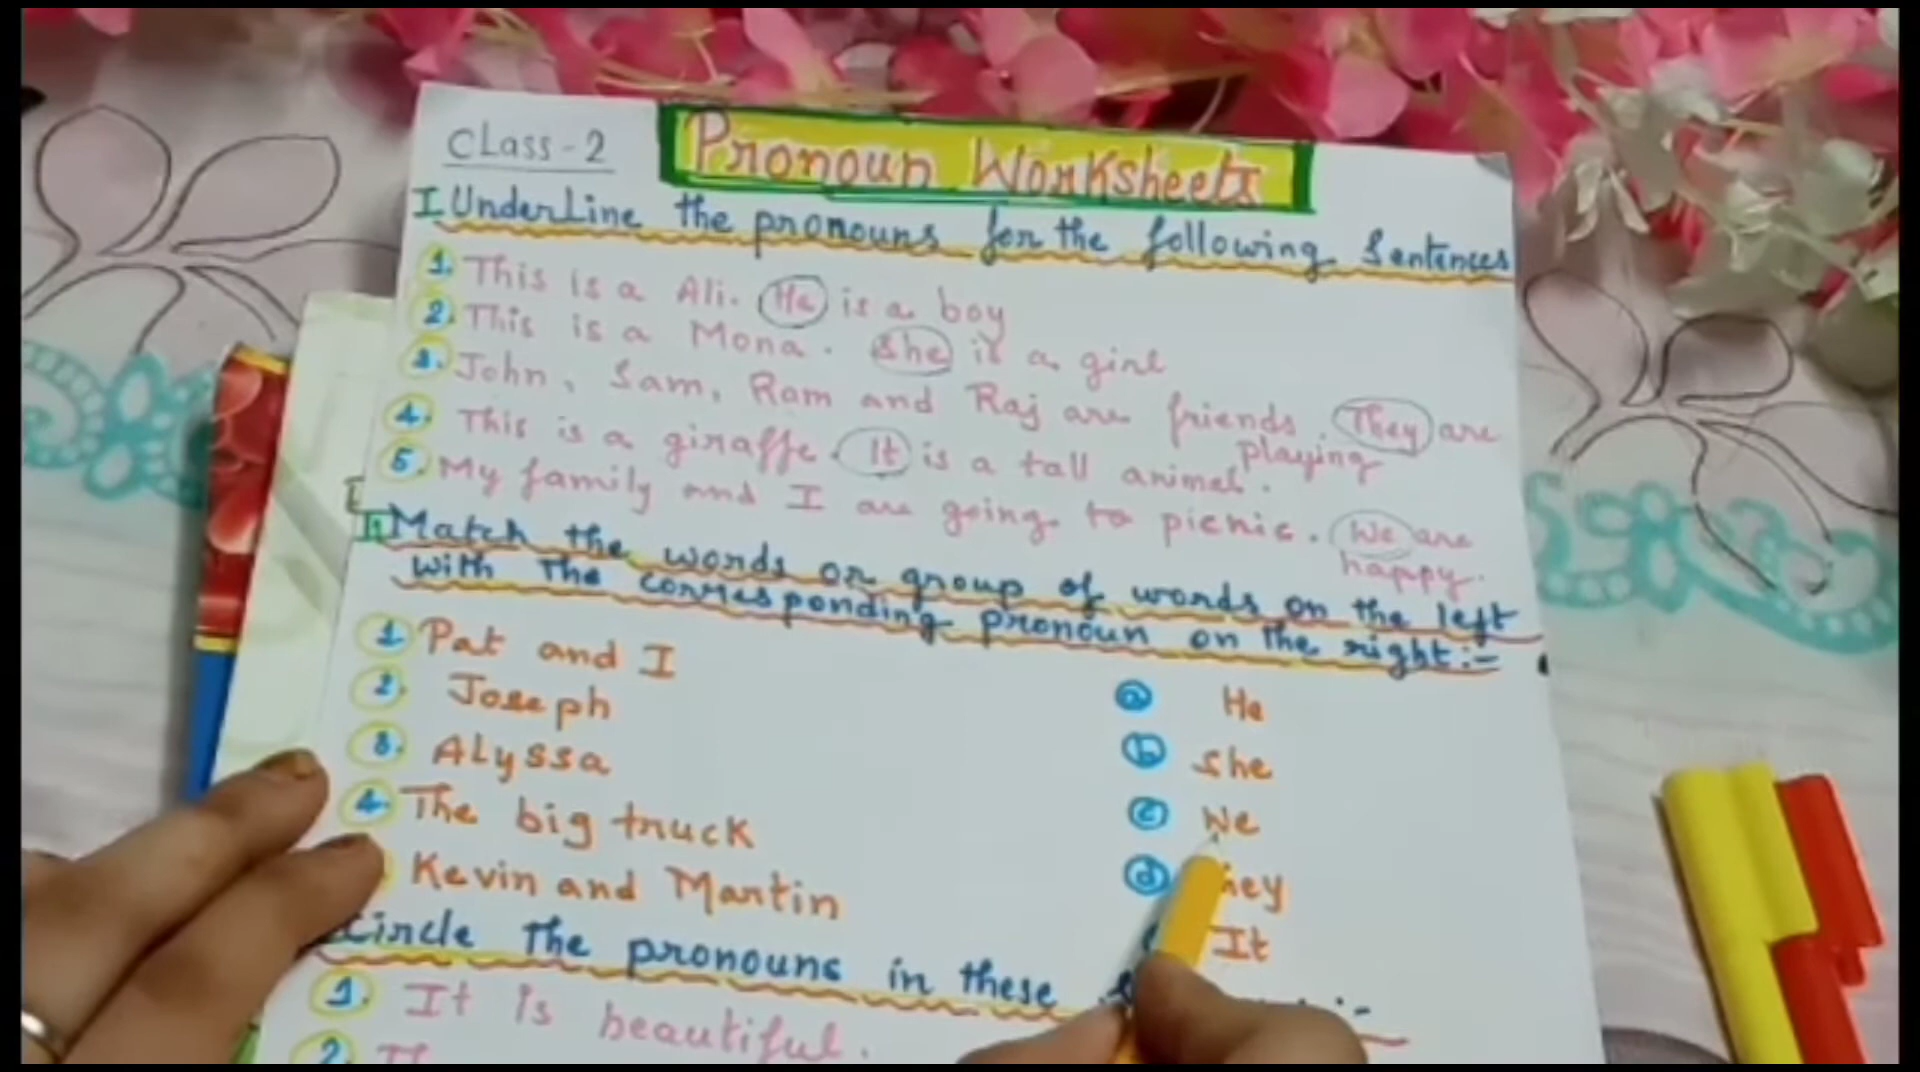 Class-2
Pronoun Worksheets
I Underline the pronouns for the following Sentences
1. This is a Ali. He is a boy
2. This is a Mona. She is a girl
3. John, Sam, Ram and Raj are friends. They are
playing
4. This is a giraffe. It is a tall animal.
5. My family and I are going to picnic. We are
happy.
II Match the words or group of words on the left
with the corresponding pronoun on the right:-
1. Pat and I
a He
2. Joseph
b She
3. Alyssa
c We
4. The big truck
d hey
Kevin and Martin
It
Circle the pronouns in these :-
1. It is beautiful.
2.